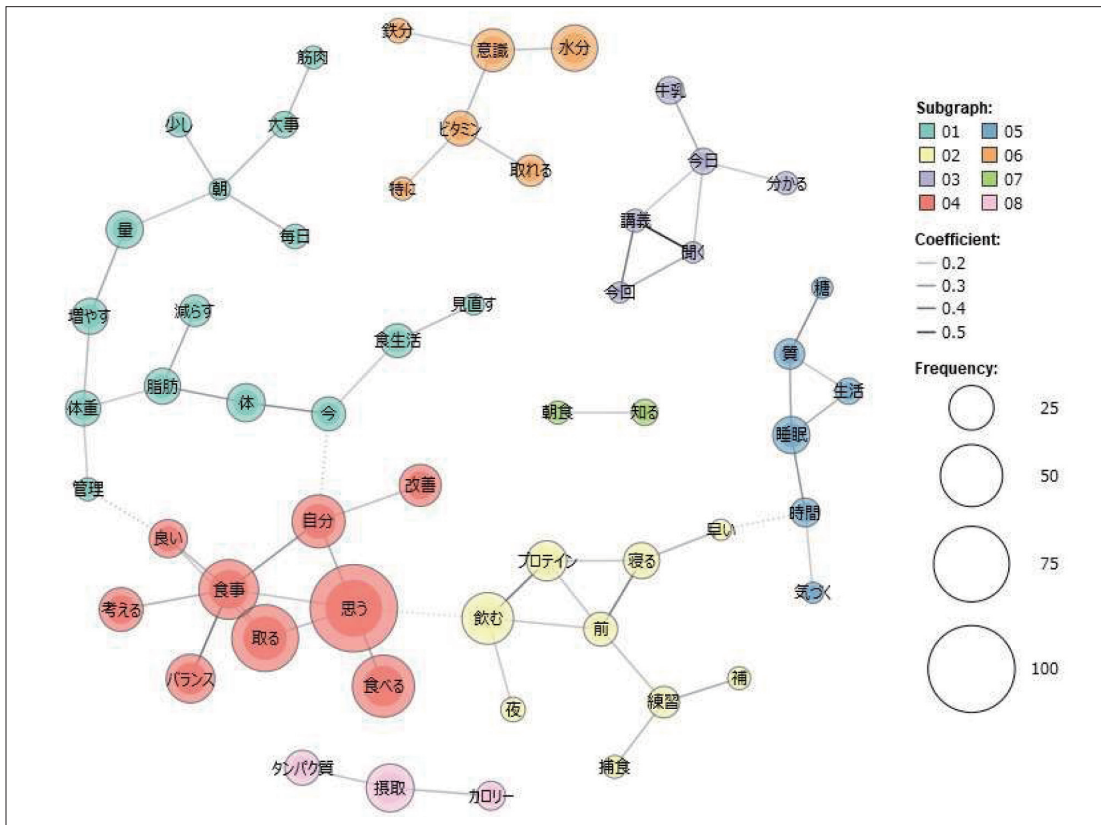 鉄分
意識
水分
ビタミン
特に
取れる
筋肉
少し
大事
朝
量
毎日
増やす
減らす
見直す
食生活
脂肪
体
今
体重
管理
牛乳
今日
分かる
講義
聞く
今回
糖
質
生活
睡眠
時間
気づく
朝食
知る
改善
自分
良い
食事
考える
思う
取る
バランス
食べる
早い
プロテイン
寝る
飲む
前
夜
練習
補
捕食
タンパク質
摂取
カロリー
Subgraph:
01
05
02
06
03
07
04
08
Coefficient:
0.2
0.3
0.4
0.5
Frequency:
25
50
75
100